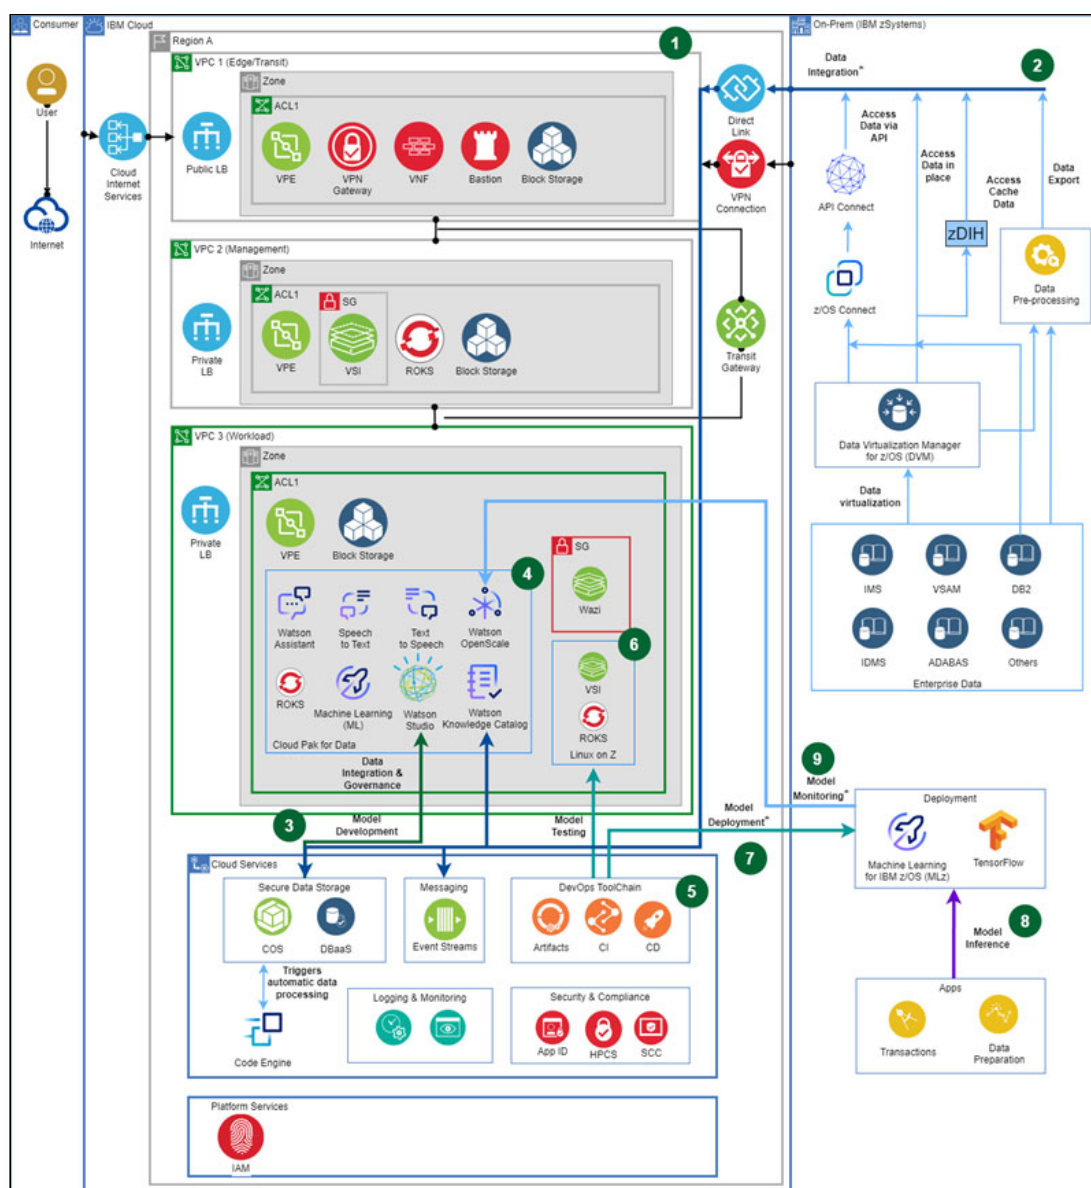 Consumer
User
Internet
IBM Cloud
Cloud
Internet
Services
Region A
1
VPC 1 (Edge/Transit)
Public LB
Zone
ACL1
VPE
VPN
Gateway
VNF
Bastion
Block Storage
Direct
Link
VPN
Connection
VPC 2 (Management)
Private
LB
Zone
ACL1
VPE
SG
VSI
ROKS
Block Storage
Transit
Gateway
VPC 3 (Workload)
Private
LB
Zone
ACL1
VPE
Block Storage
SG
Wazi
4
Watson
Assistant
Speech
to Text
Text
to Speech
Watson
OpenScale
ROKS
Machine Learning
(ML)
Watson
Studio
Watson
Knowledge Catalog
Cloud Pak for Data
6
VSI
ROKS
Linux on Z
Data
Integration &
Governance
3
Model
Development
Model
Testing
Model
Deployment*
7
Cloud Services
Secure Data Storage
COS
DBaaS
Messaging
Event Streams
DevOps ToolChain
5
Artifacts
CI
CD
Triggers
automatic data
processing
Code Engine
Logging & Monitoring
Security & Compliance
App ID
HPCS
SCC
Platform Services
IAM
On-Prem (IBM zSystems)
Data
Integration*
2
Access
Data via
API
Access
Data in
place
Access
Cache
Data
Data
Export
API Connect
zDIH
z/OS Connect
Data
Pre-processing
Data Virtualization Manager
for z/OS (DVM)
Data
virtualization
IMS
VSAM
DB2
IDMS
ADABAS
Others
Enterprise Data
9
Model
Monitoring*
Deployment
Machine Learning
for IBM z/OS (MLz)
TensorFlow
8
Model
Inference
Apps
Transactions
Data
Preparation